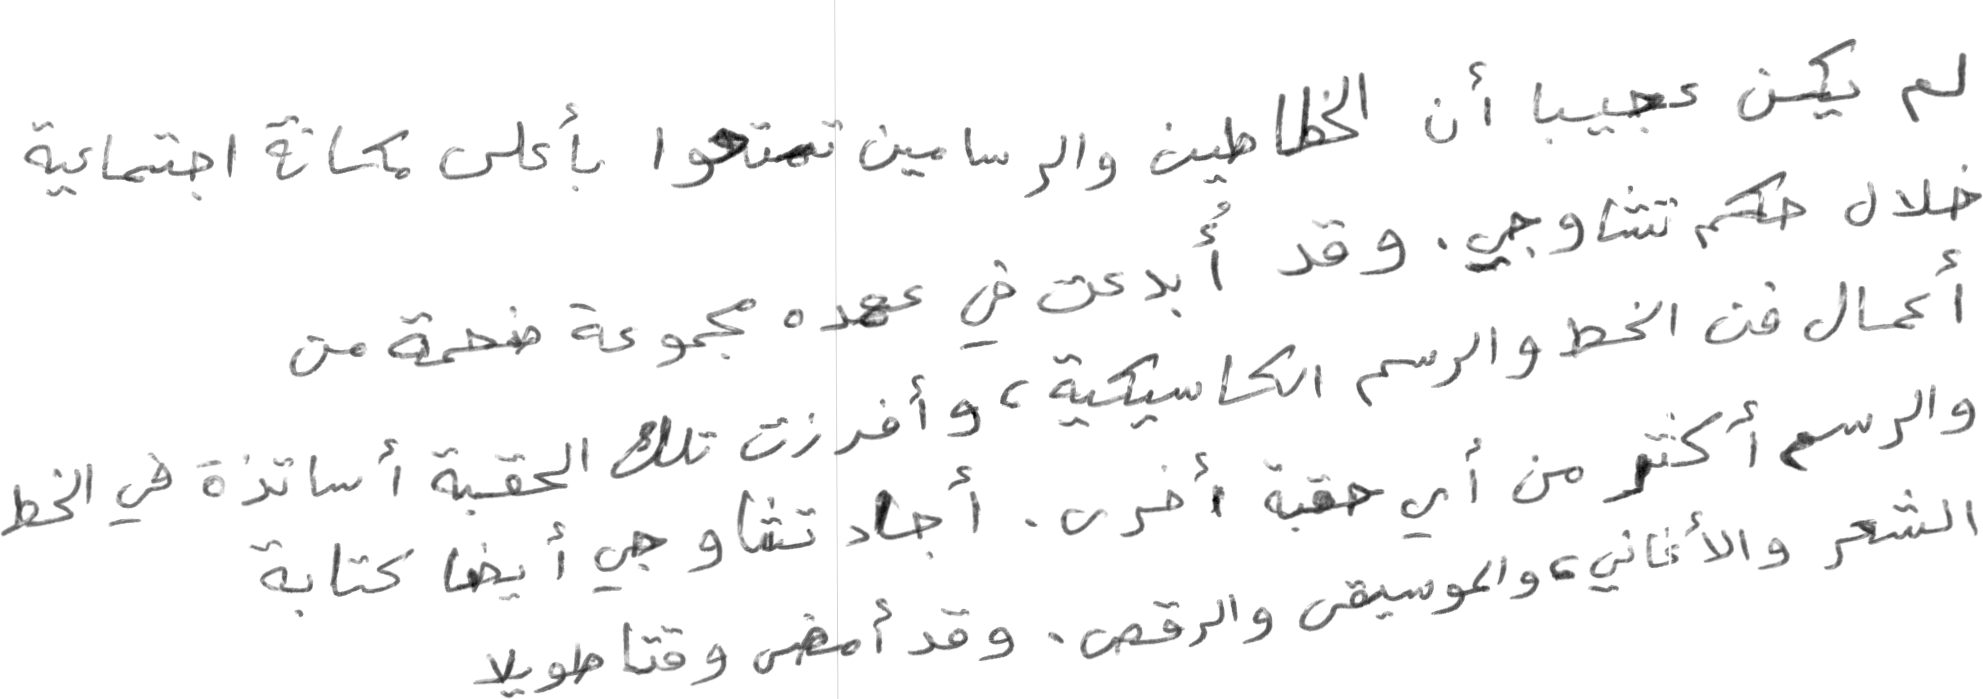 لم يكن عجيبا أن الخطاطين والرسامين تمتعوا بأعلى مكانة اجتماعية
خلال حكم تشاوجي. وقد أُبدعت في عهده مجموعة ضخمة من
أعمال فن الخط والرسم الكاسيكية، وأفرزت تلك الحقبة أساتذة في الخط
والرسم أكثر من أي حقبة أخرى. أجاد تشاوجي أيضا كتابة
الشعر والأغاني، والموسيقى والرقص. وقد أمضى وقتا طويلا